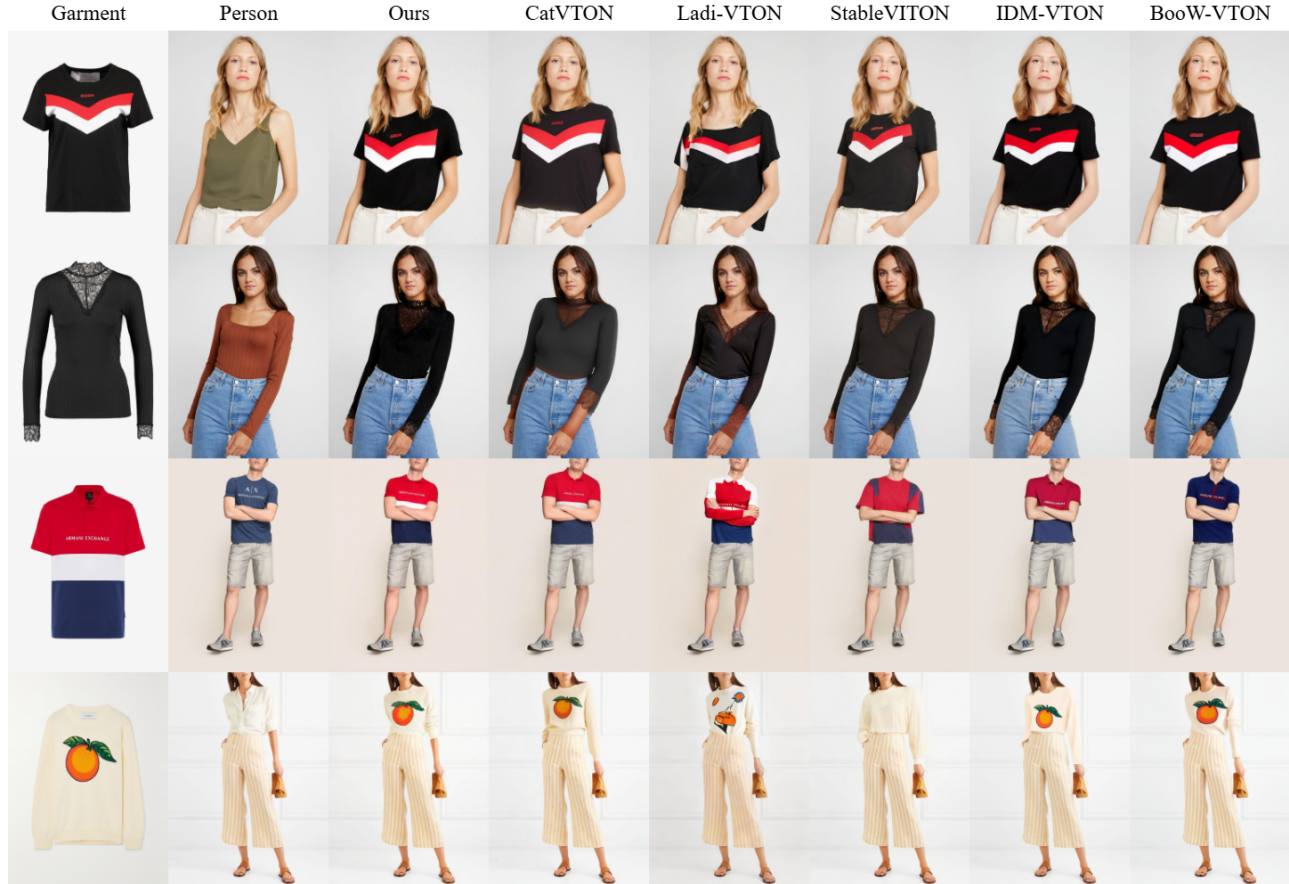 Garment Person Ours CatVTON Ladi-VTON StableVITON IDM-VTON BooW-VTON
A|X
ARMANI EXCHANGE